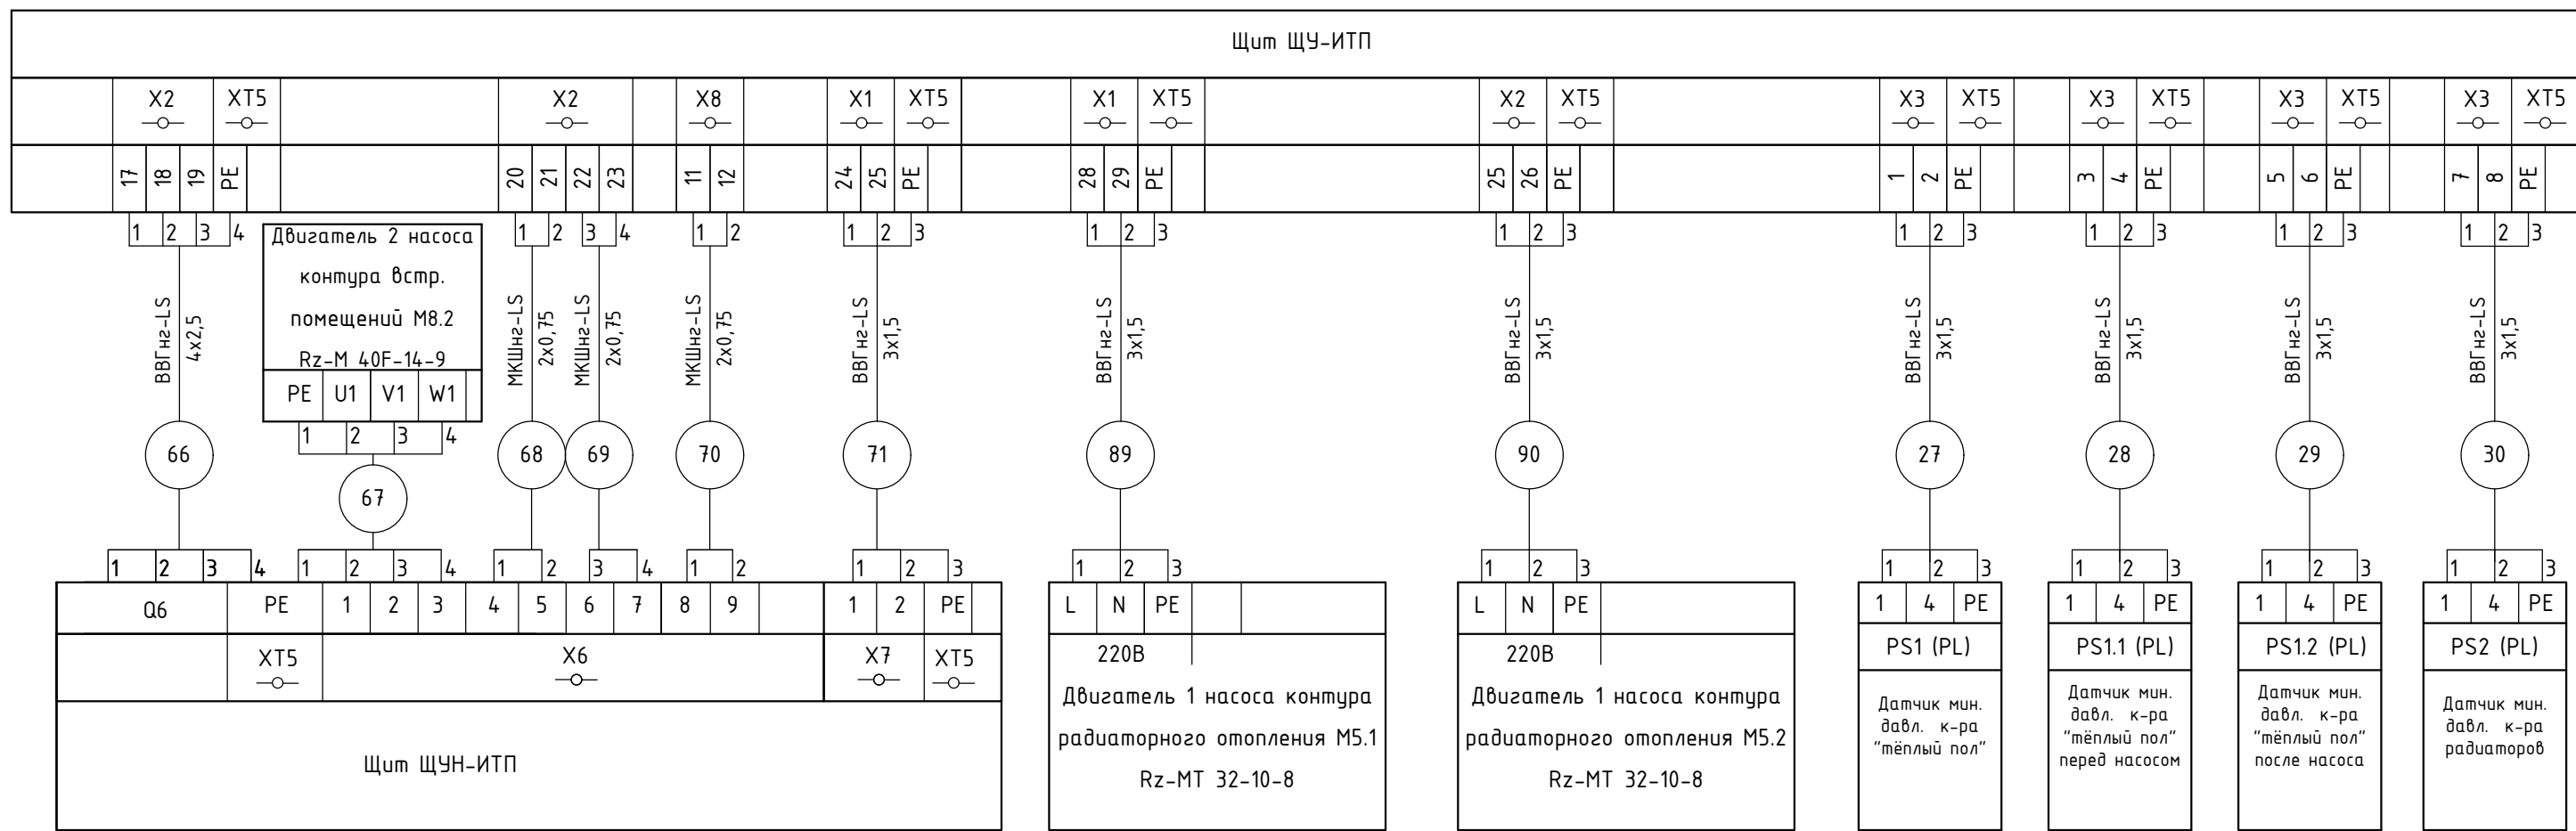 Щит ЩУ-ИТП
X2 XT5 X2 X8 X1 XT5 X1 XT5 X2 XT5 X3 XT5 X3 XT5 X3 XT5 X3 XT5
17 18 19 PE 20 21 22 23 11 12 24 25 PE 28 29 PE 25 26 PE 1 2 PE 3 4 PE 5 6 PE 7 8 PE
1 2 3 4 1 2 3 4 1 2 1 2 3 1 2 3 1 2 3 1 2 3 1 2 3 1 2 3 1 2 3
Двигатель 2 насоса
контура встр.
помещений М8.2
Rz-M 40F-14-9
PE U1 V1 W1
1 2 3 4
ВВГнг-LS
4x2,5
МКШнг-LS
2x0,75
МКШнг-LS
2x0,75
МКШнг-LS
2x0,75
ВВГнг-LS
3x1,5
ВВГнг-LS
3x1,5
ВВГнг-LS
3x1,5
ВВГнг-LS
3x1,5
ВВГнг-LS
3x1,5
ВВГнг-LS
3x1,5
ВВГнг-LS
3x1,5
66 68 69 70 71 89 90 27 28 29 30
67
1 2 3 4 1 2 3 4 1 2 3 4 1 2 1 2 3 1 2 3 1 2 3 1 2 3 1 2 3 1 2 3 1 2 3
Q6 PE 1 2 3 4 5 6 7 8 9 1 2 PE
XT5 X6 X7 XT5
Щит ЩУН-ИТП
L N PE
220В
Двигатель 1 насоса контура
радиаторного отопления М5.1
Rz-MT 32-10-8
L N PE
220В
Двигатель 1 насоса контура
радиаторного отопления М5.2
Rz-MT 32-10-8
1 4 PE
PS1 (PL)
Датчик мин.
давл. к-ра
"тёплый пол"
1 4 PE
PS1.1 (PL)
Датчик мин.
давл. к-ра
"тёплый пол"
перед насосом
1 4 PE
PS1.2 (PL)
Датчик мин.
давл. к-ра
"тёплый пол"
после насоса
1 4 PE
PS2 (PL)
Датчик мин.
давл. к-ра
радиаторов